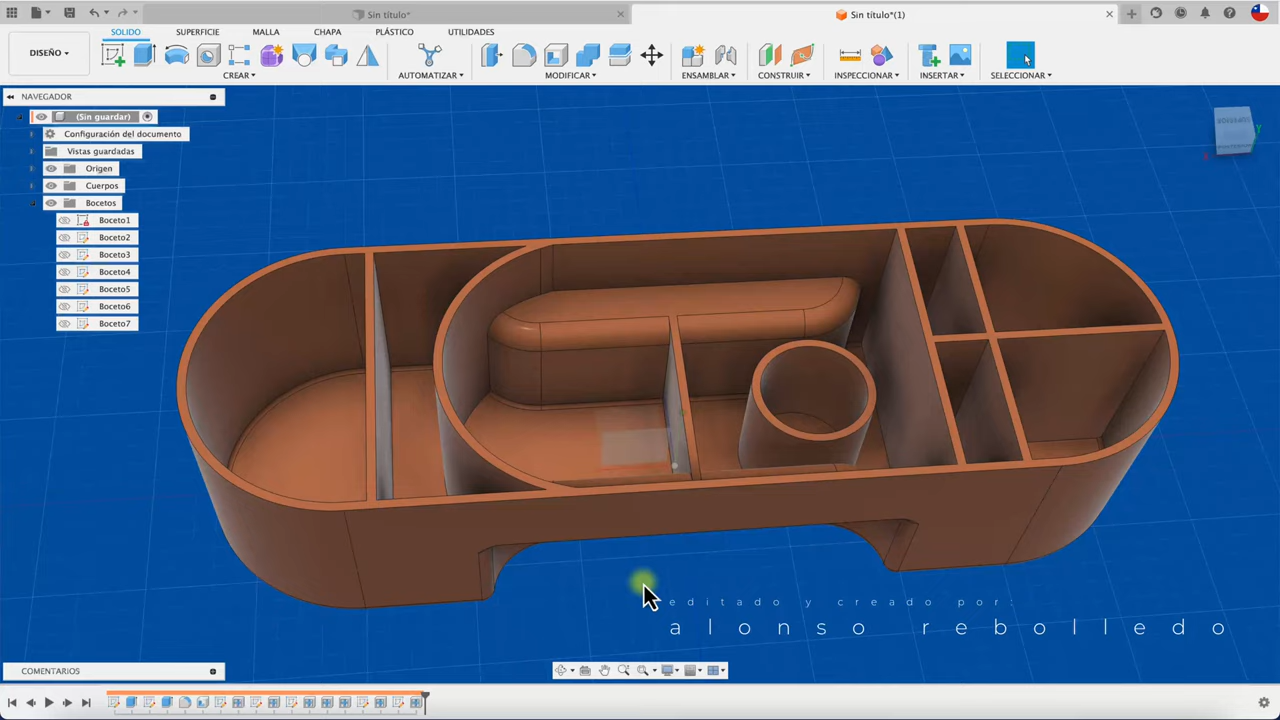 Sin título*
Sin título*(1)
DISEÑO
SOLIDO SUPERFICIE MALLA CHAPA PLÁSTICO UTILIDADES
CREAR AUTOMATIZAR MODIFICAR ENSAMBLAR CONSTRUIR INSPECCIONAR INSERTAR SELECCIONAR
NAVEGADOR
(Sin guardar)
Configuración del documento
Vistas guardadas
Origen
Cuerpos
Bocetos
Boceto1
Boceto2
Boceto3
Boceto4
Boceto5
Boceto6
Boceto7
editado y creado por:
alonso rebolledo
COMENTARIOS